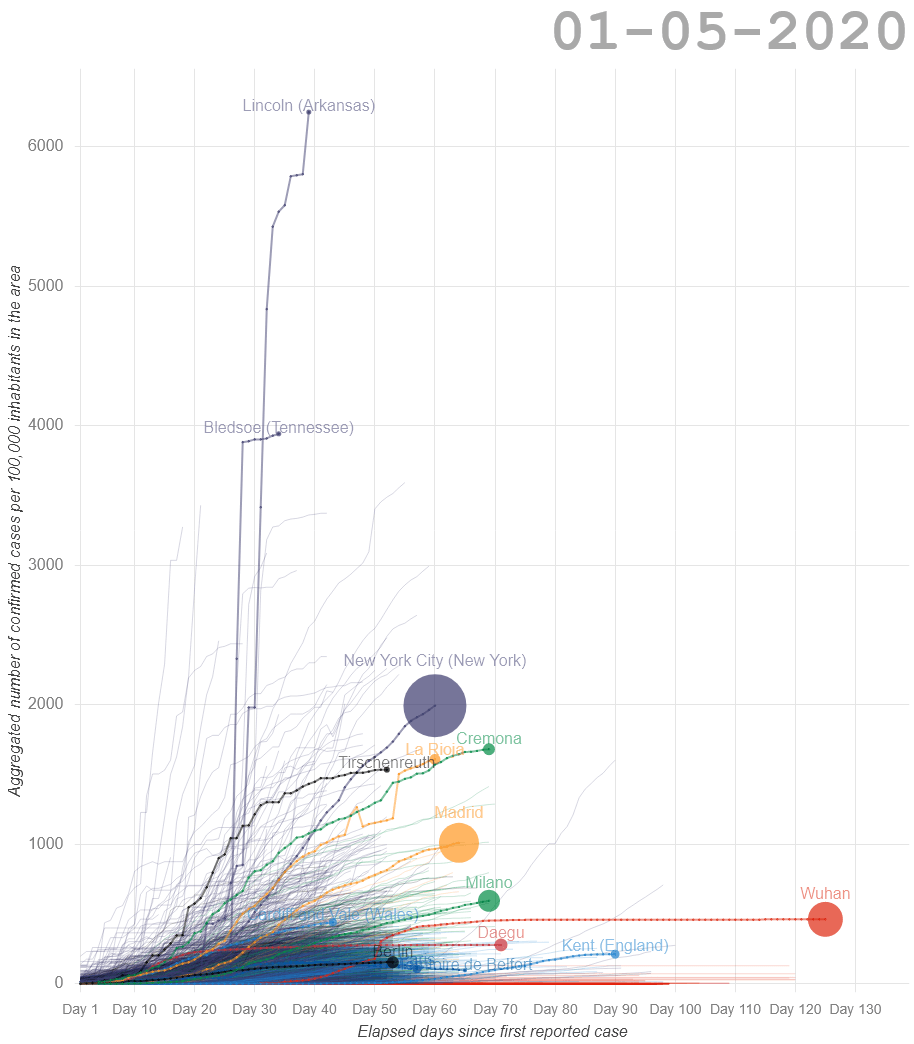 01-05-2020
Lincoln (Arkansas)
6000
5000
Bledsoe (Tennessee)
4000
3000
New York City (New York)
2000
Cremona
La Rioja
Tirschenreuth
Madrid
1000
Milano
Wuhan
Vale (Wales)
Daegu
Kent (England)
Berlin
de Belfort
0
Day 1 Day 10 Day 20 Day 30 Day 40 Day 50 Day 60 Day 70 Day 80 Day 90 Day 100 Day 110 Day 120 Day 130
Elapsed days since first reported case
Aggregated number of confirmed cases per 100,000 inhabitants in the area